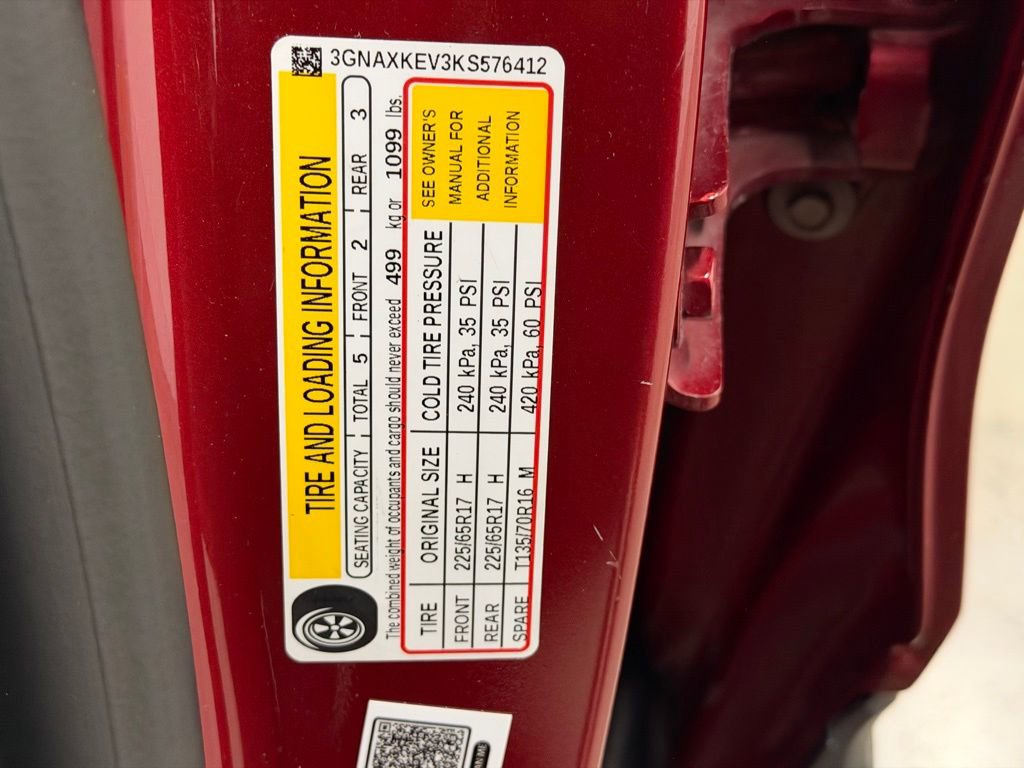 3GNAXKEV3KS576412
TIRE AND LOADING INFORMATION
SEATING CAPACITY TOTAL 5 FRONT 2 REAR 3
The combined weight of occupants and cargo should never exceed 499 kg or 1099 lbs.
TIRE ORIGINAL SIZE COLD TIRE PRESSURE
FRONT 225/65R17 H 240 kPa, 35 PSI
REAR 225/65R17 H 240 kPa, 35 PSI
SPARE T135/70R16 M 420 kPa, 60 PSI
SEE OWNER'S
MANUAL FOR
ADDITIONAL
INFORMATION